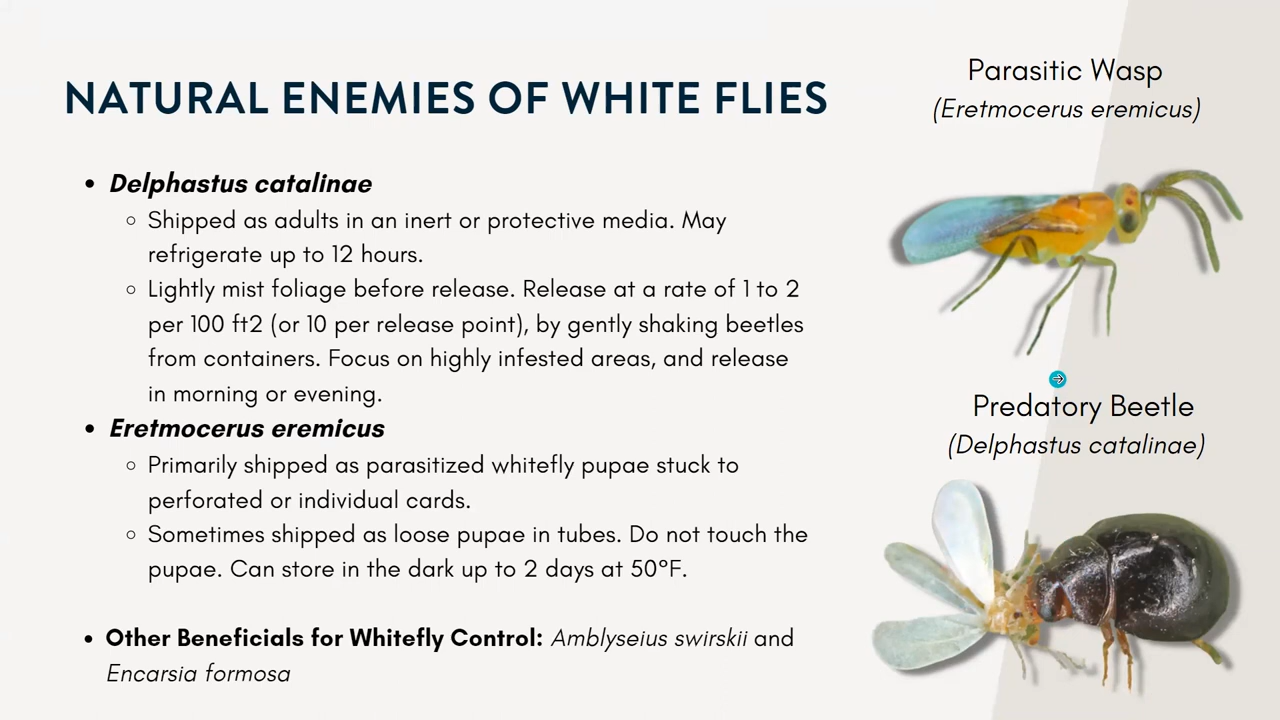 NATURAL ENEMIES OF WHITE FLIES
• Delphastus catalinae
◦ Shipped as adults in an inert or protective media. May
refrigerate up to 12 hours.
◦ Lightly mist foliage before release. Release at a rate of 1 to 2
per 100 ft2 (or 10 per release point), by gently shaking beetles
from containers. Focus on highly infested areas, and release
in morning or evening.
• Eretmocerus eremicus
◦ Primarily shipped as parasitized whitefly pupae stuck to
perforated or individual cards.
◦ Sometimes shipped as loose pupae in tubes. Do not touch the
pupae. Can store in the dark up to 2 days at 50°F.
• Other Beneficials for Whitefly Control: Amblyseius swirskii and
Encarsia formosa
Parasitic Wasp
(Eretmocerus eremicus)
Predatory Beetle
(Delphastus catalinae)